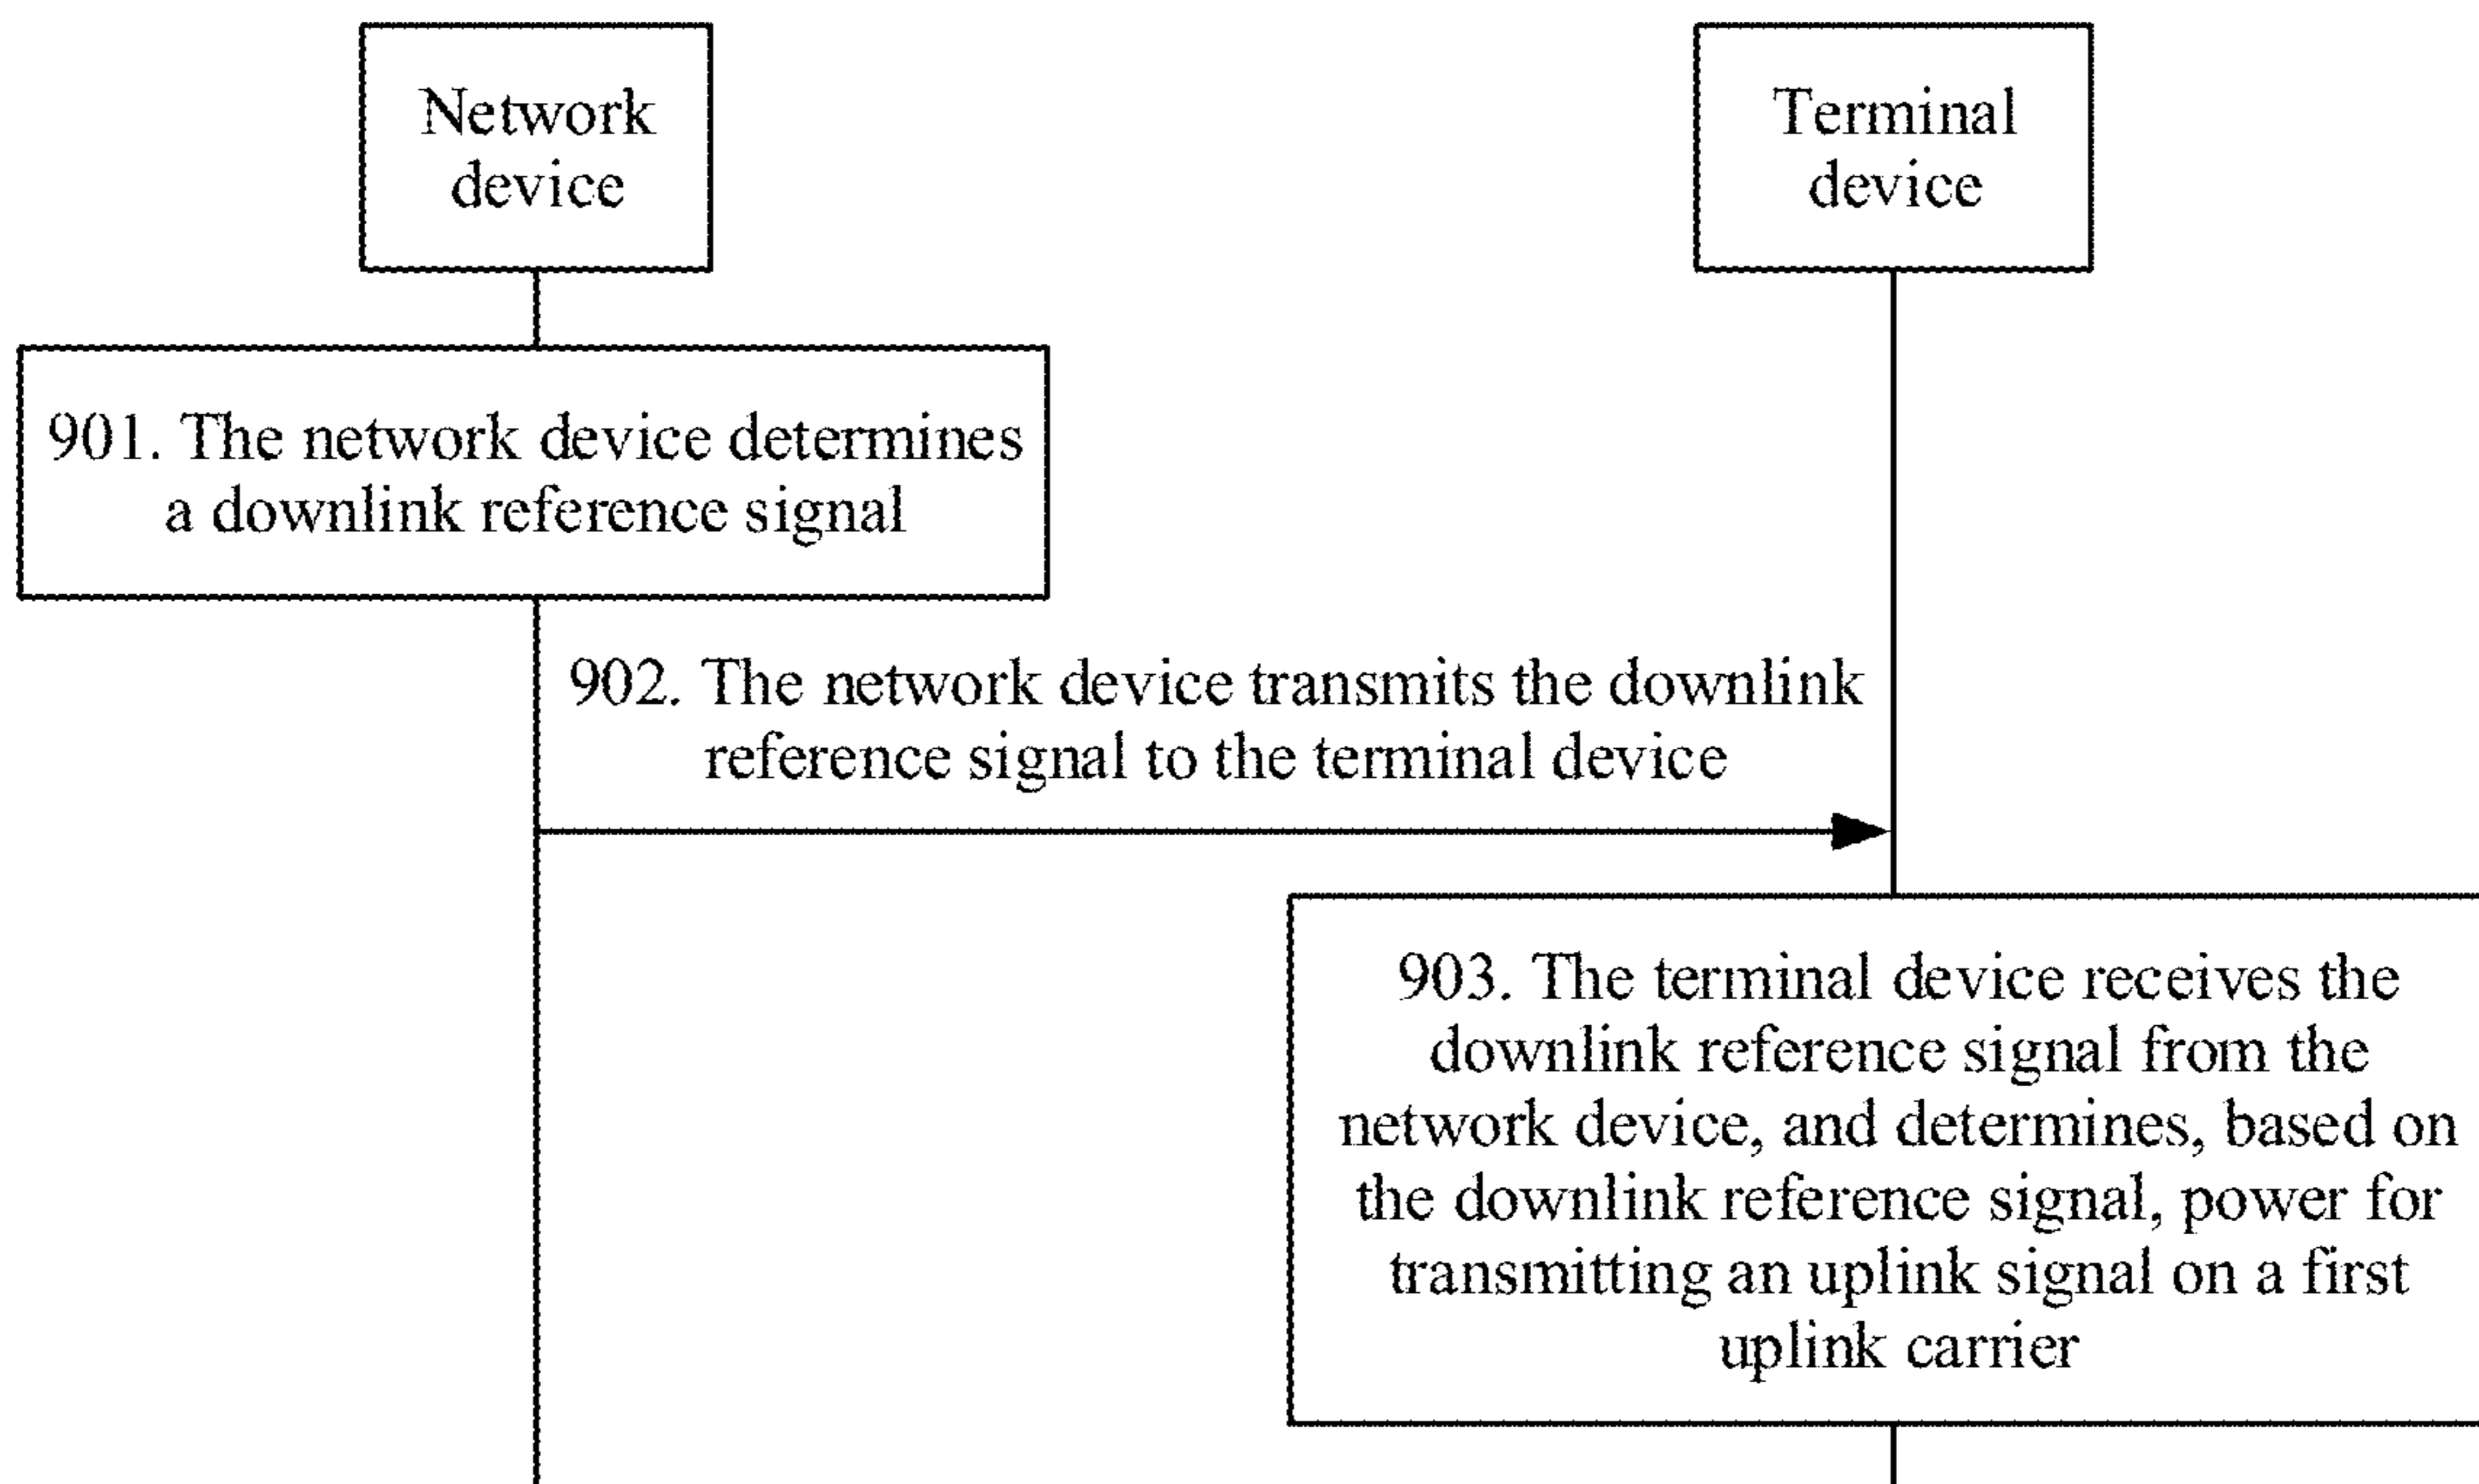 Network
device
Terminal
device
901. The network device determines
a downlink reference signal
902. The network device transmits the downlink
reference signal to the terminal device
903. The terminal device receives the
downlink reference signal from the
network device, and determines, based on
the downlink reference signal, power for
transmitting an uplink signal on a first
uplink carrier